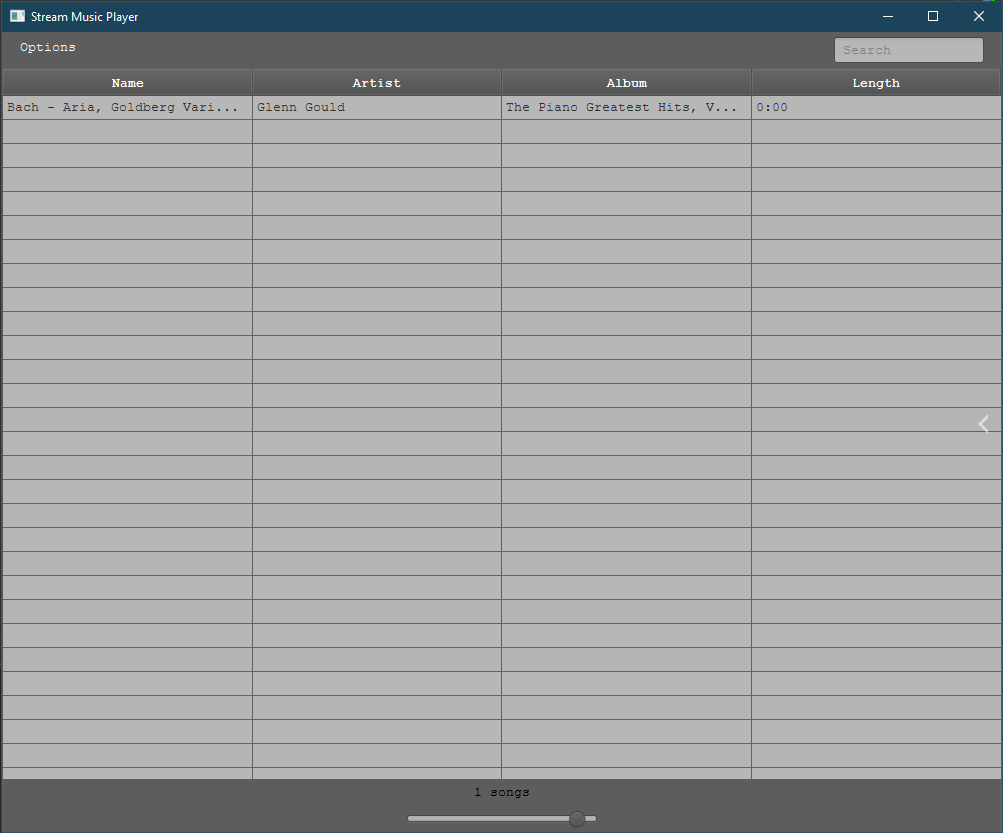 Stream Music Player
Options
Search
Name Artist Album Length
Bach - Aria, Goldberg Vari... Glenn Gould The Piano Greatest Hits, V... 0:00
1 songs